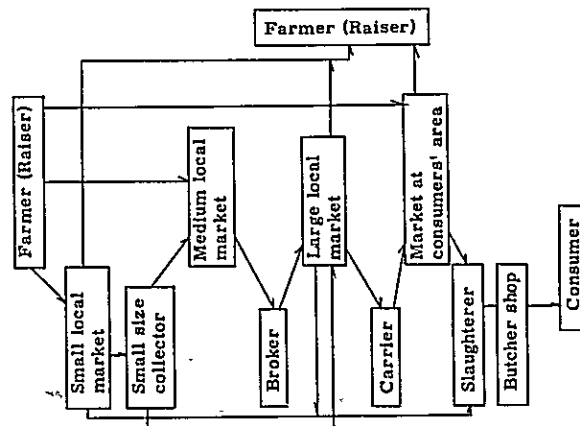 Farmer (Raiser)
Farmer (Raiser)
Small local
market
Small size
collector
Medium local
market
Broker
Large local
market
Carrier
Market at
consumers' area
Slaughterer
Butcher shop
Consumer